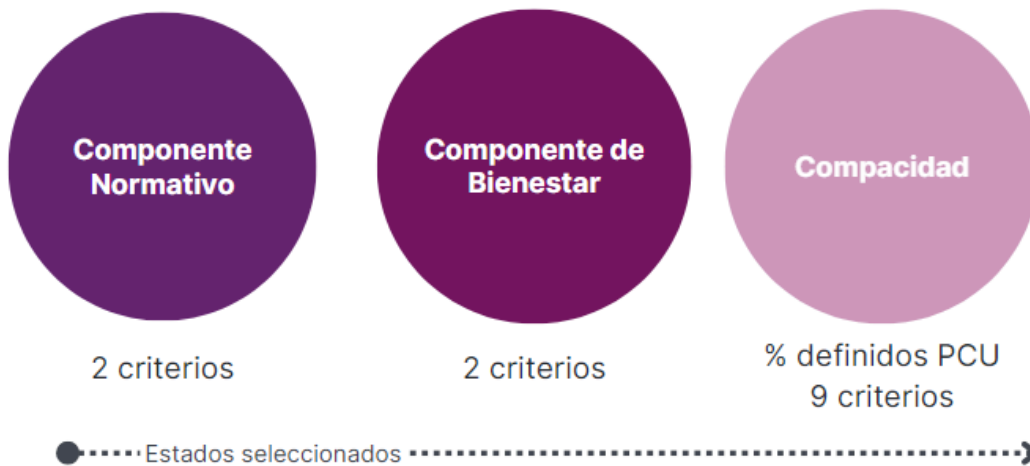 Componente
Normativo
Componente de
Bienestar
Compacidad
2 criterios
2 criterios
% definidos PCU
9 criterios
Estados seleccionados